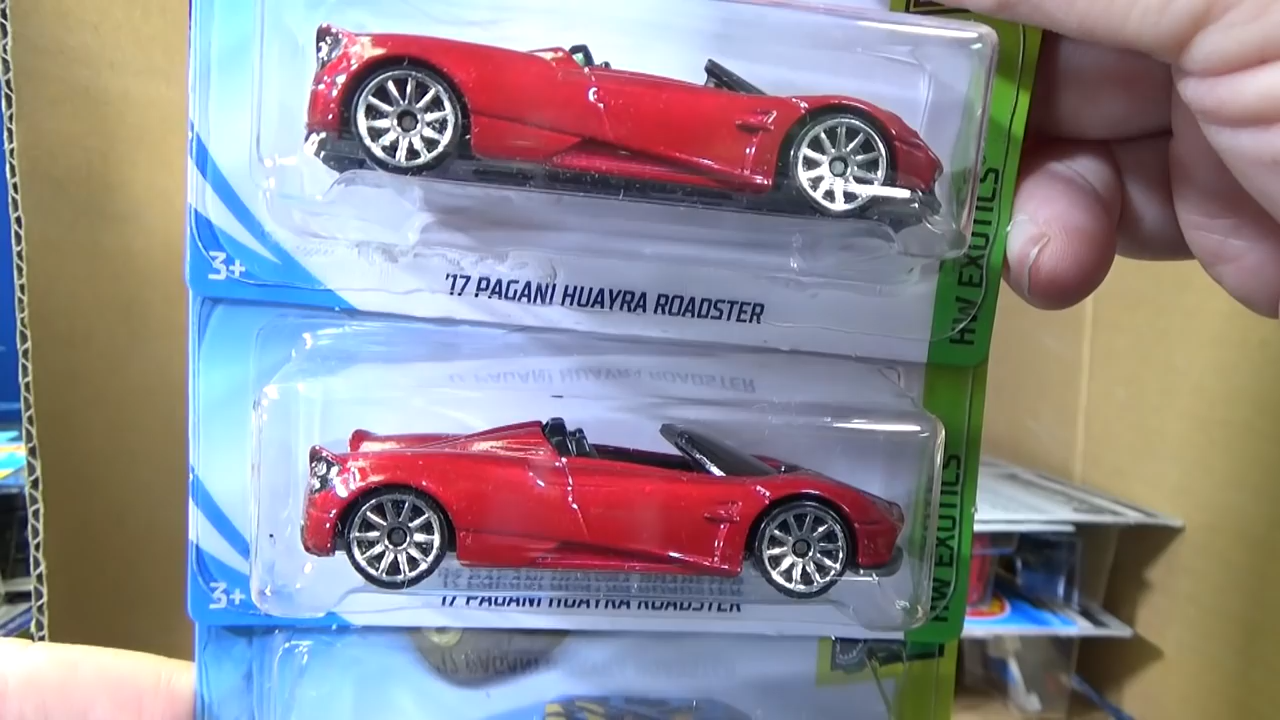 3+
'17 PAGANI HUAYRA ROADSTER
HW EXOTICS
3+
'17 PAGANI HUAYRA ROADSTER
HW EXOTICS